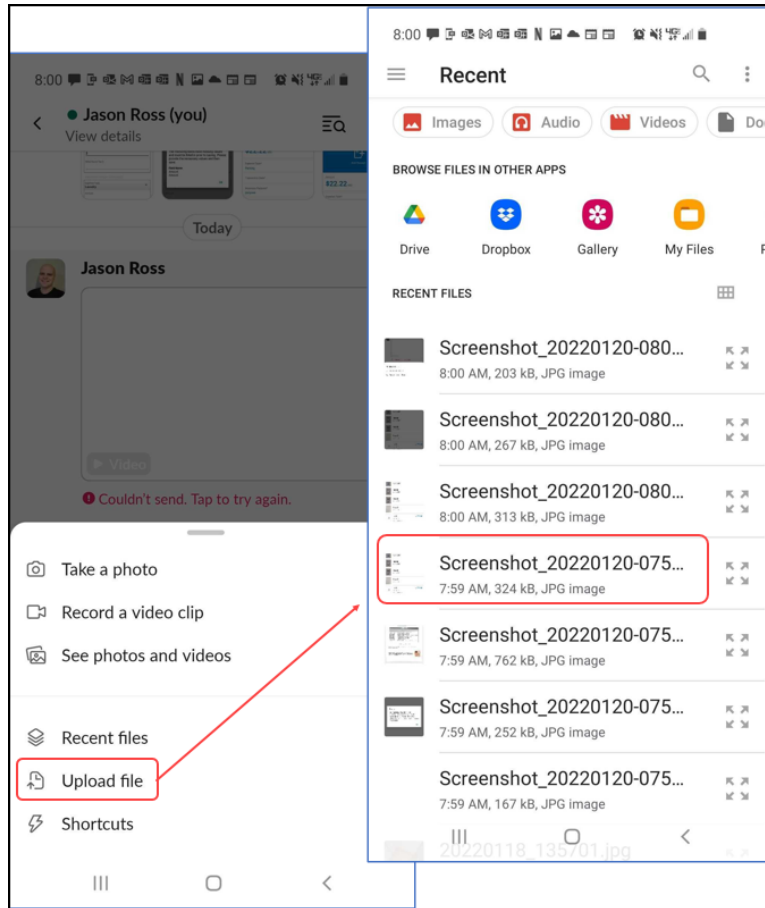 8:00
Jason Ross (you)
View details
$22.22
Today
Jason Ross
Video
Couldn't send. Tap to try again.
Take a photo
Record a video clip
See photos and videos
Recent files
Upload file
Shortcuts
8:00
Recent
Images
Audio
Videos
Do
BROWSE FILES IN OTHER APPS
Drive
Dropbox
Gallery
My Files
RECENT FILES
Screenshot_20220120-080...
8:00 AM, 203 kB, JPG image
Screenshot_20220120-080...
8:00 AM, 267 kB, JPG image
Screenshot_20220120-080...
8:00 AM, 313 kB, JPG image
Screenshot_20220120-075...
7:59 AM, 324 kB, JPG image
Screenshot_20220120-075...
7:59 AM, 762 kB, JPG image
Screenshot_20220120-075...
7:59 AM, 252 kB, JPG image
Screenshot_20220120-075...
7:59 AM, 167 kB, JPG image
20220118_135701.jpg